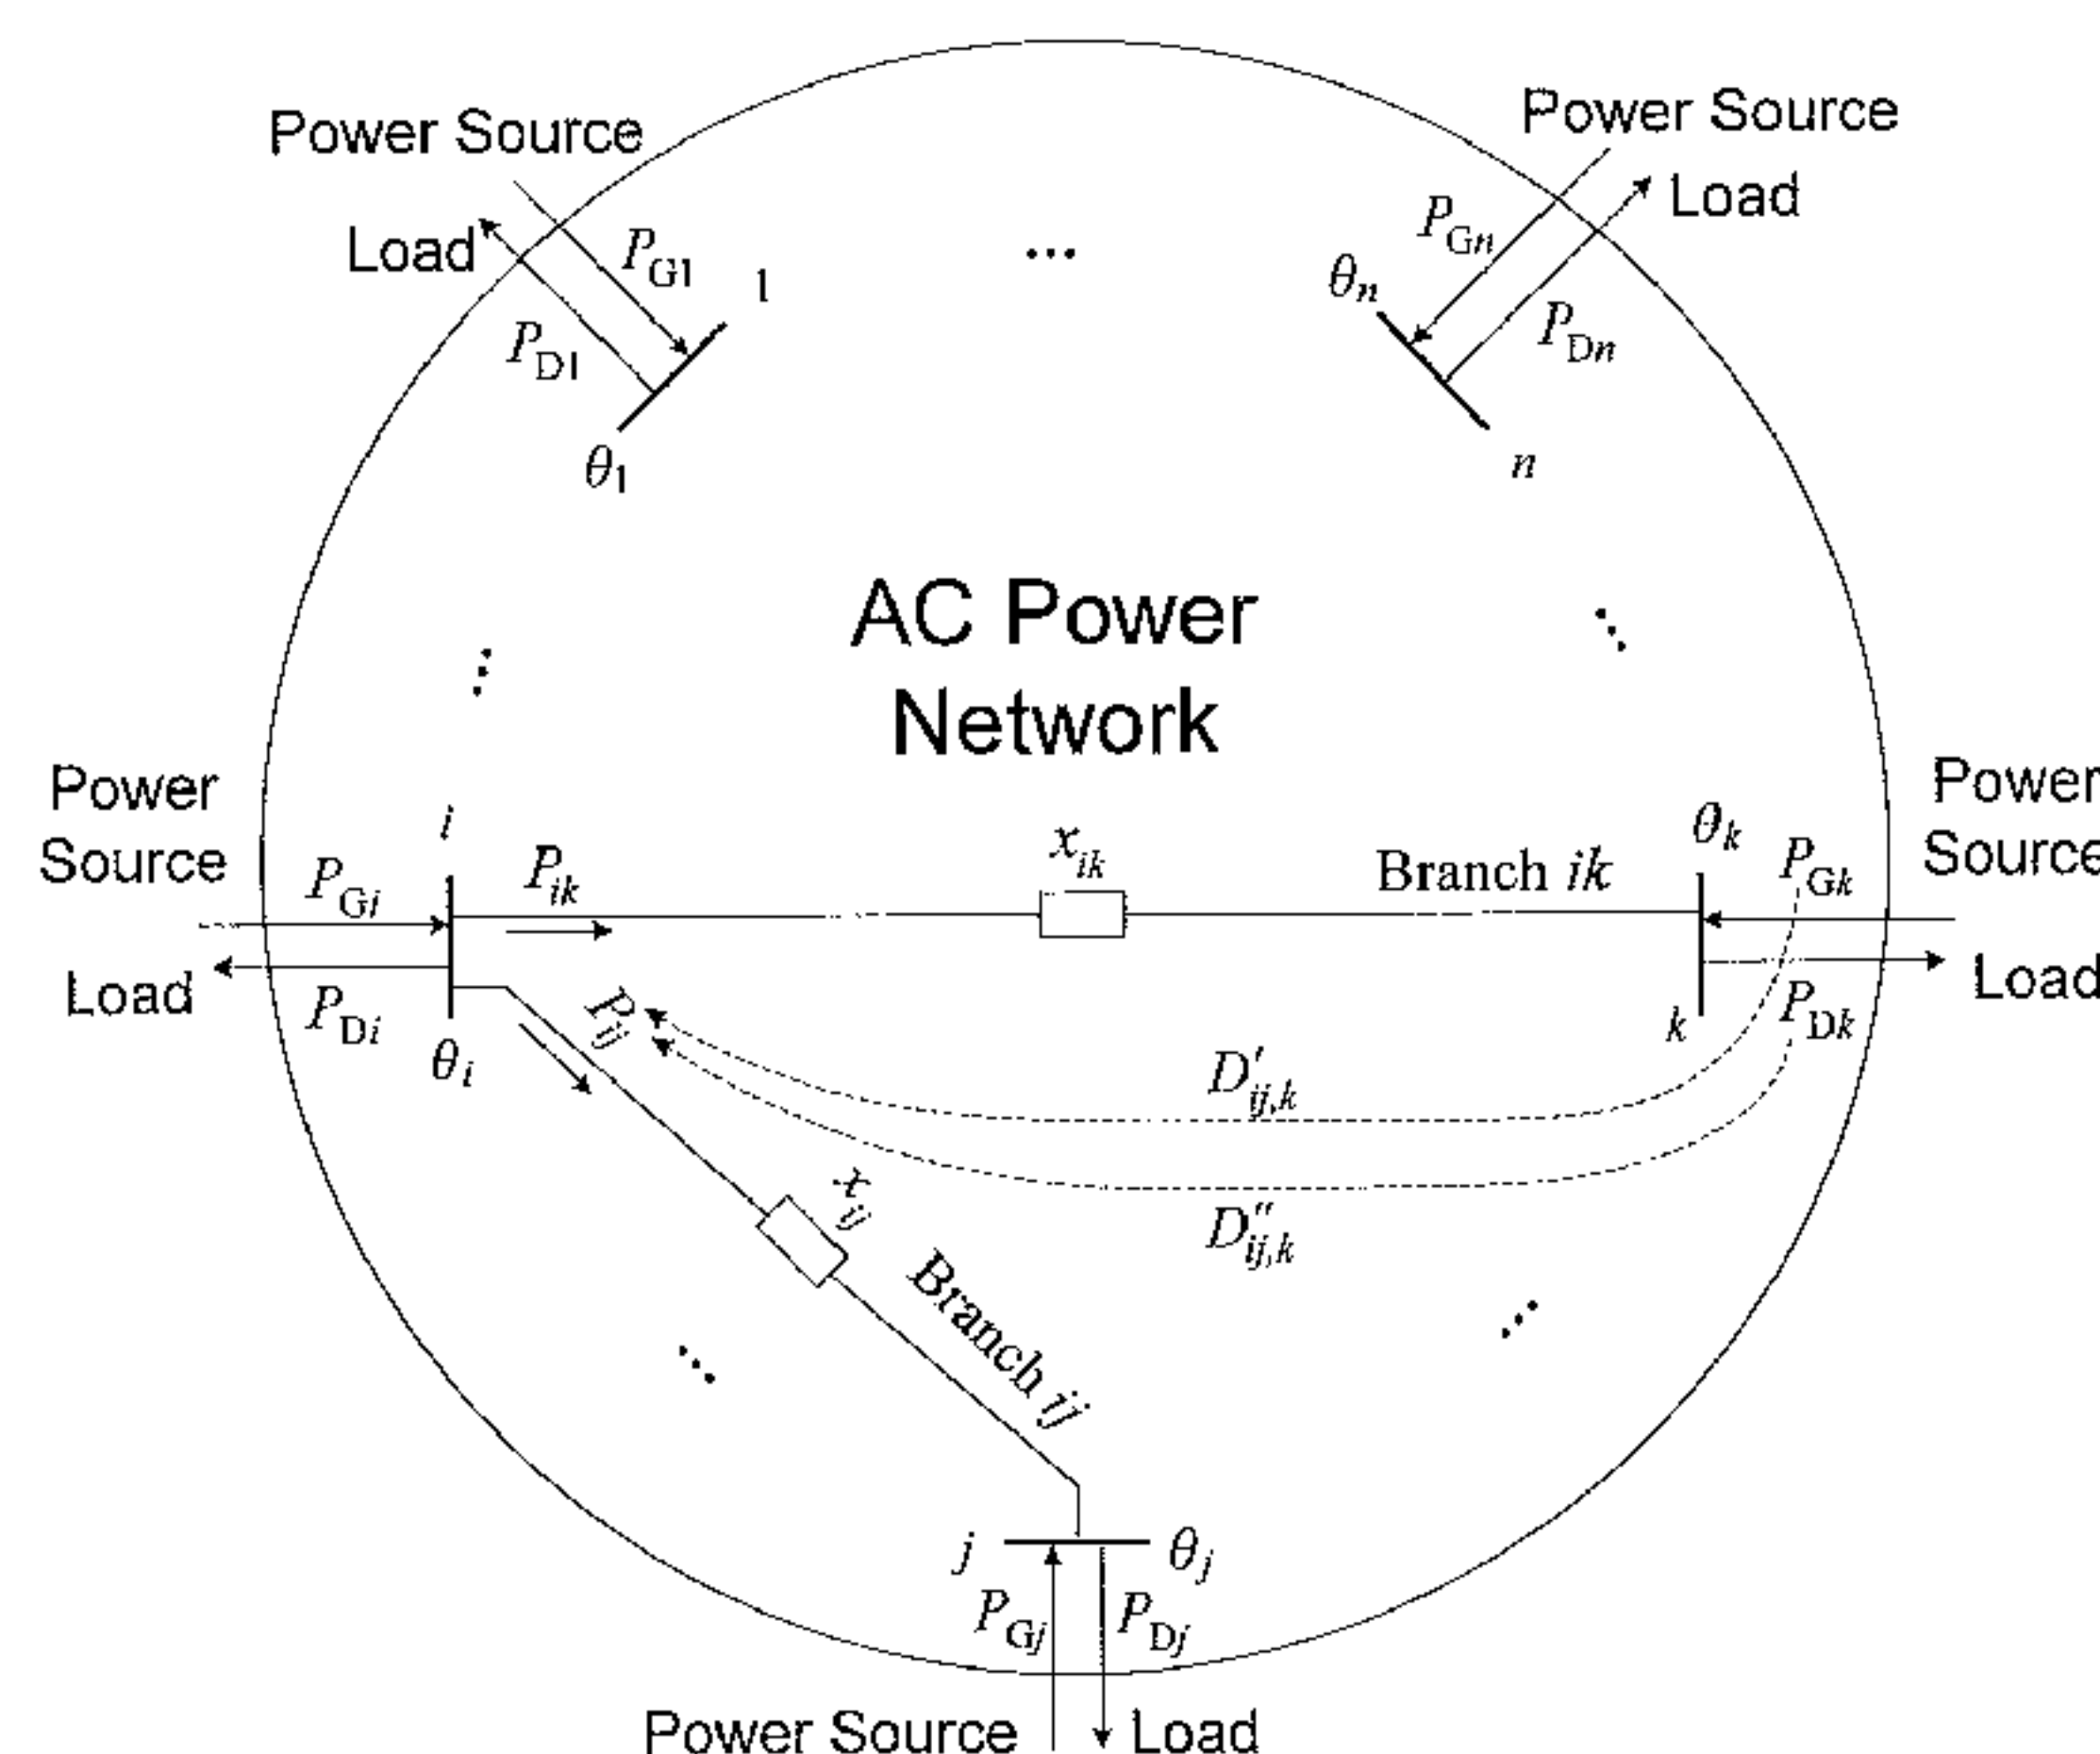 Power Source
Load
P_G1
P_D1
1
θ_1
...
Power Source
Load
P_Gn
P_Dn
θ_n
n
AC Power
Network
Power
Source
Load
P_Gi
P_Di
i
θ_i
P_ik
x_ik
Branch ik
θ_k
k
P_Gk
P_Dk
Power
Source
Load
P_ij
D'_ij,k
D''_ij,k
x_ij
Branch ij
j
θ_j
P_Gj
P_Dj
Power Source
Load